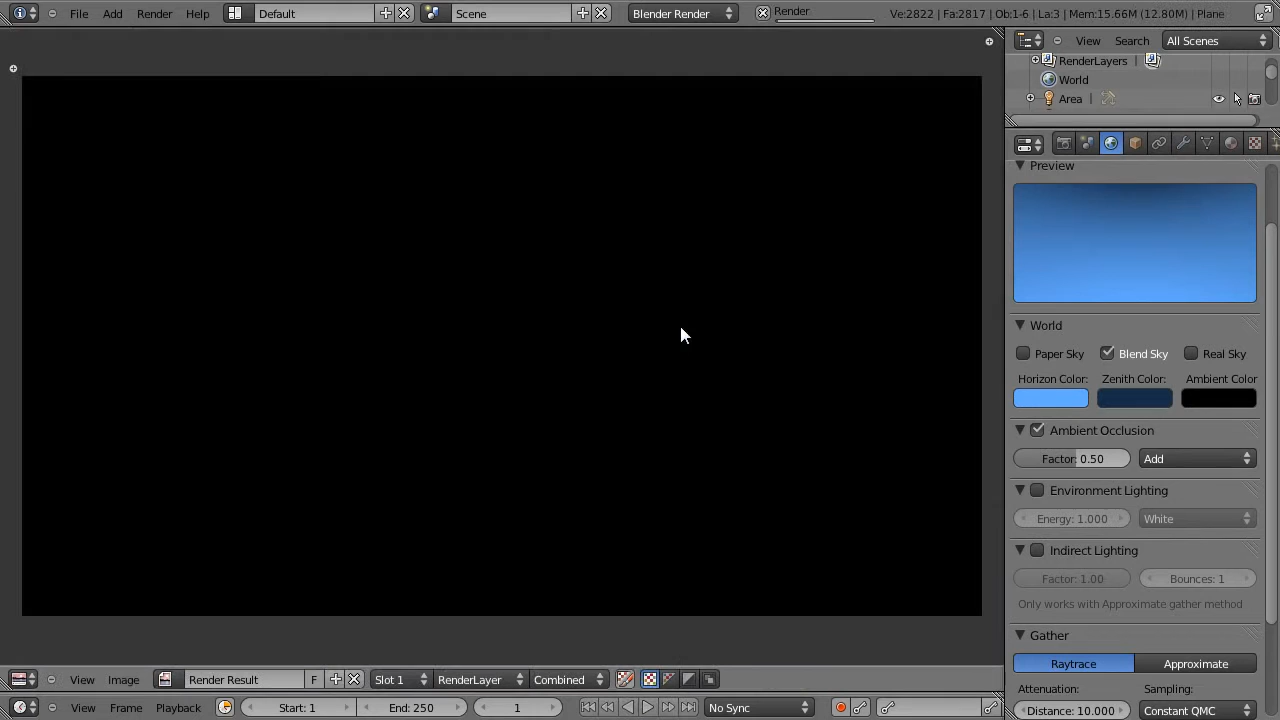 File Add Render Help Default Scene Blender Render Render Ve:2822 | Fa:2817 | Ob:1-6 | La:3 | Mem:15.66M (12.80M) | Plane
View Search All Scenes
RenderLayers |
World
Area |
Preview
World
Paper Sky Blend Sky Real Sky
Horizon Color: Zenith Color: Ambient Color
Ambient Occlusion
Factor: 0.50 Add
Environment Lighting
Energy: 1.000 White
Indirect Lighting
Factor: 1.00 Bounces: 1
Only works with Approximate gather method
Gather
Raytrace Approximate
Attenuation: Sampling:
Distance: 10.000 Constant QMC
View Image Render Result F Slot 1 RenderLayer Combined
View Frame Playback Start: 1 End: 250 1 No Sync